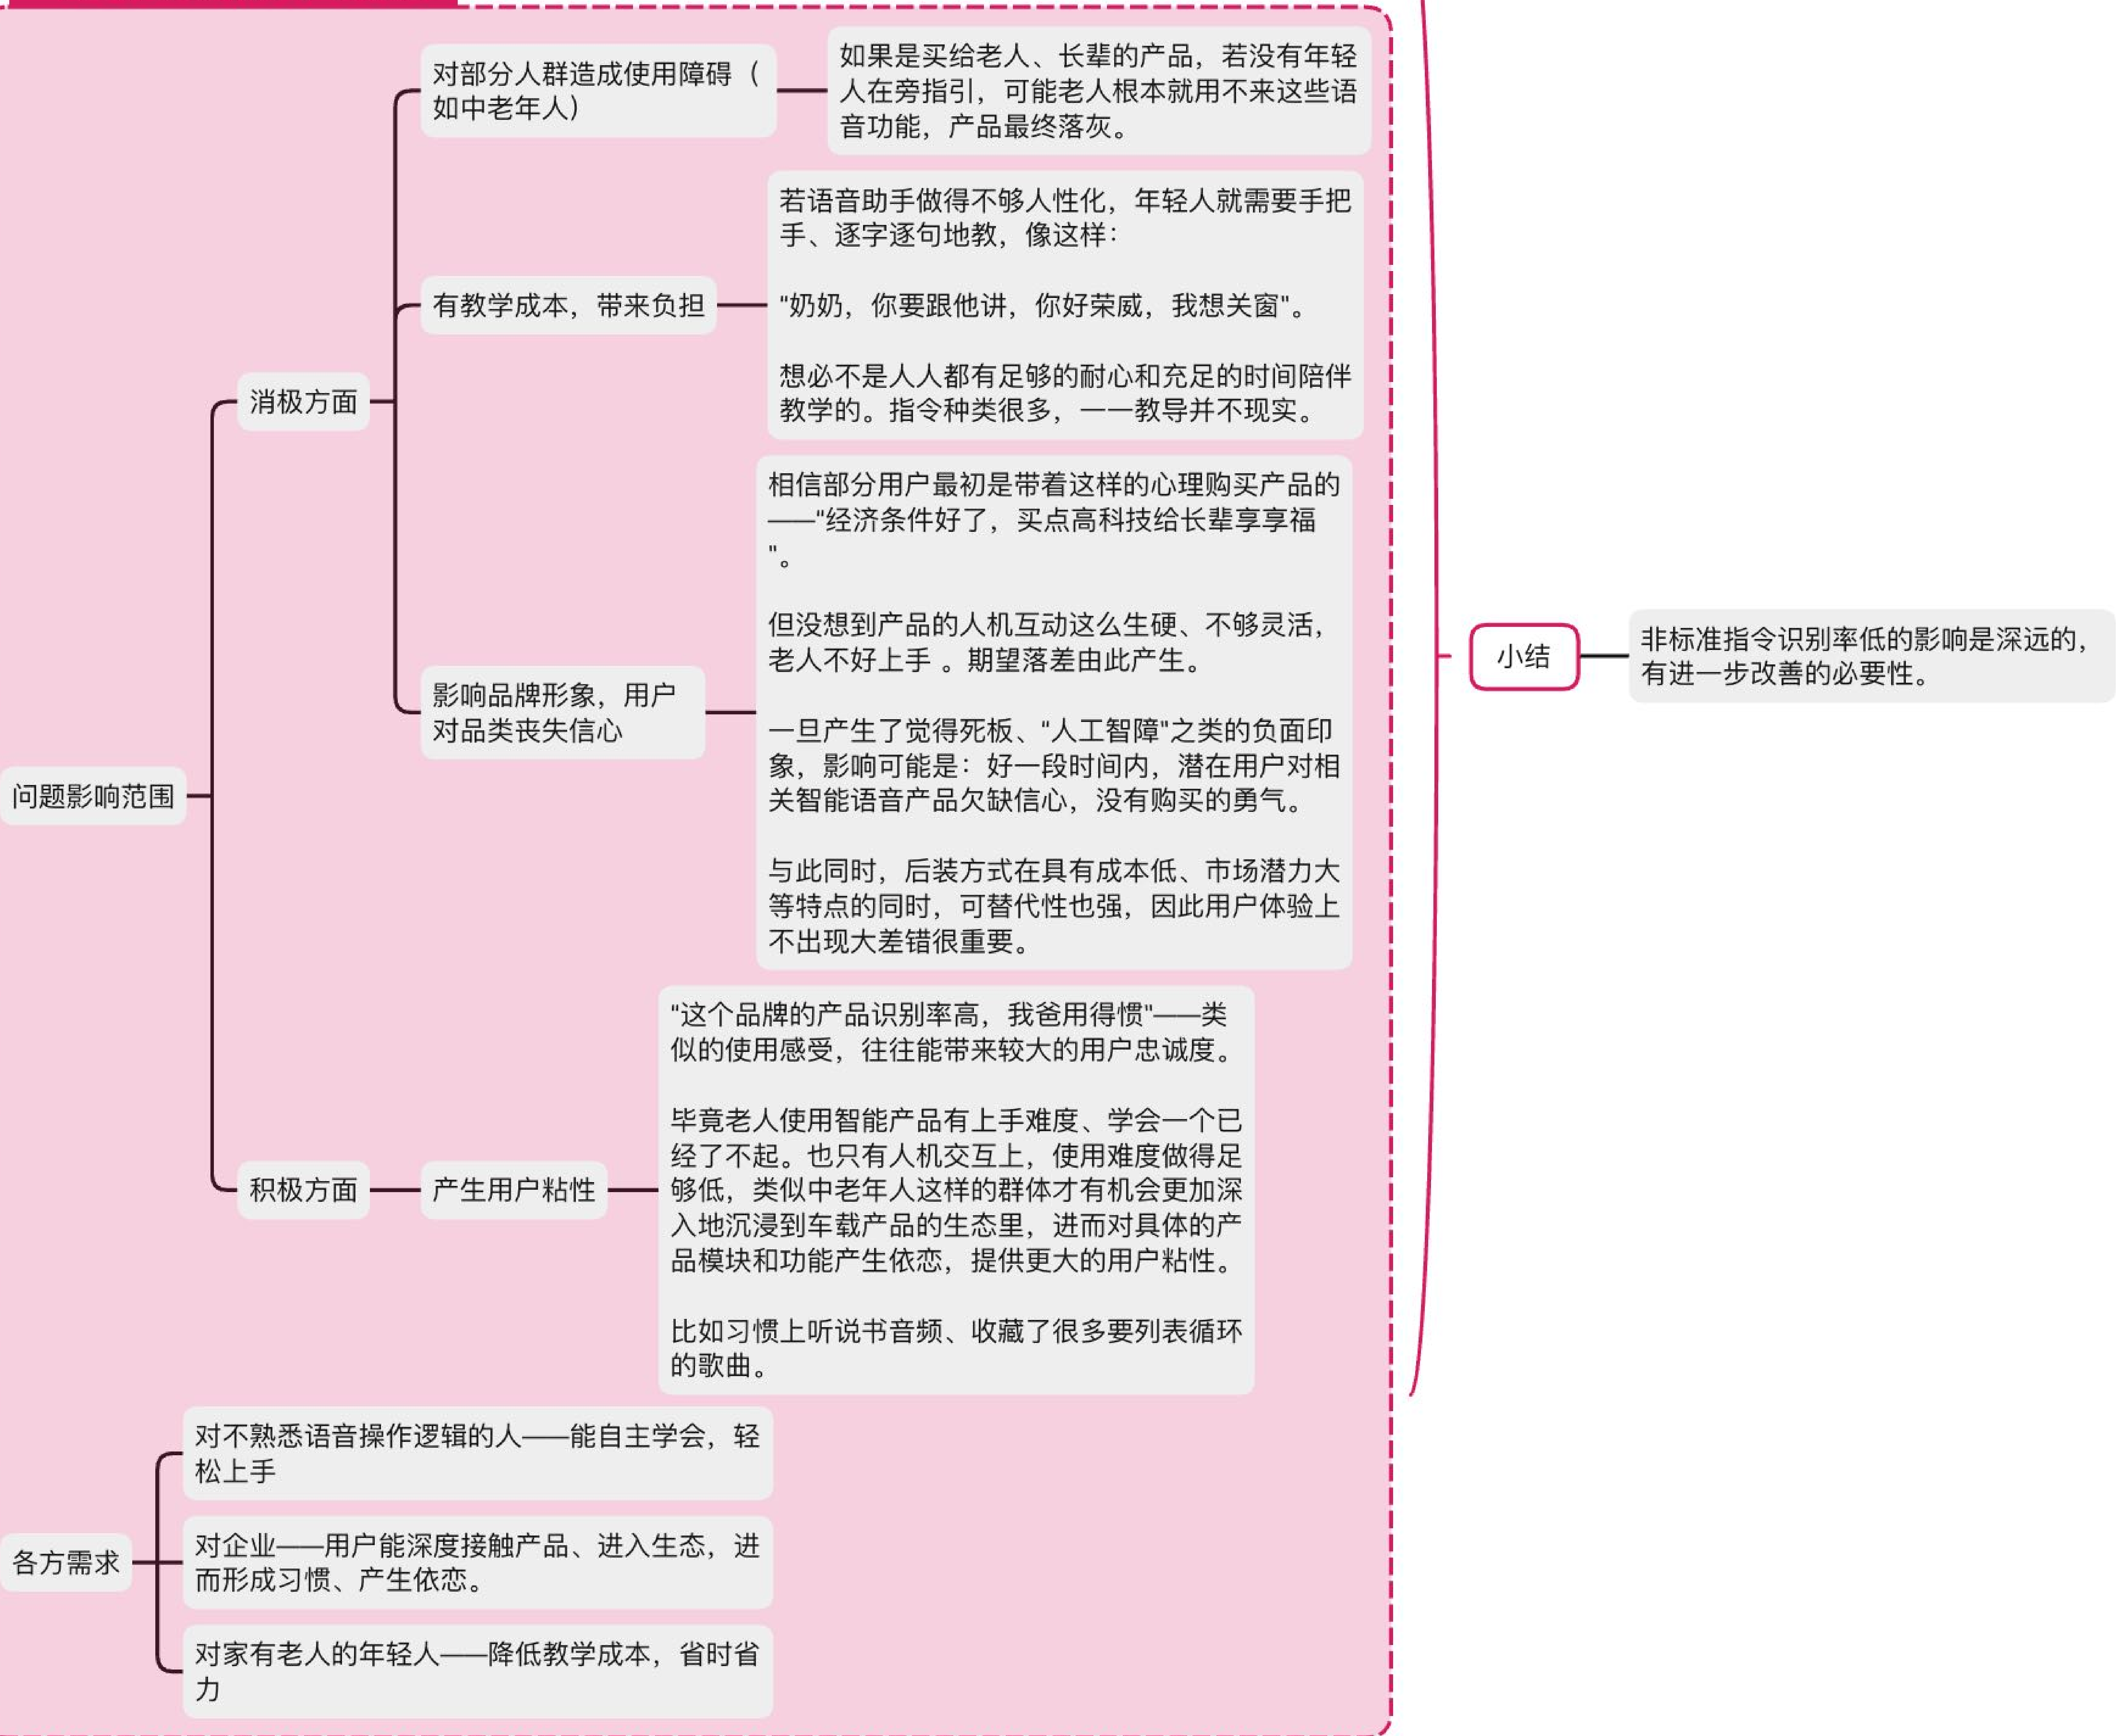 对部分人群造成使用障碍（
如中老年人）
如果是买给老人、长辈的产品，若没有年轻
人在旁指引，可能老人根本就用不来这些语
音功能，产品最终落灰。
若语音助手做得不够人性化，年轻人就需要手把
手、逐字逐句地教，像这样：
"奶奶，你要跟他讲，你好荣威，我想关窗"。
想必不是人人都有足够的耐心和充足的时间陪伴
教学的。指令种类很多，一一教导并不现实。
有教学成本，带来负担
消极方面
相信部分用户最初是带着这样的心理购买产品的
——"经济条件好了，买点高科技给长辈享享福
"。
但没想到产品的人机互动这么生硬、不够灵活，
老人不好上手 。期望落差由此产生。
一旦产生了觉得死板、“人工智障"之类的负面印
象，影响可能是：好一段时间内，潜在用户对相
关智能语音产品欠缺信心，没有购买的勇气。
与此同时，后装方式在具有成本低、市场潜力大
等特点的同时，可替代性也强，因此用户体验上
不出现大差错很重要。
影响品牌形象，用户
对品类丧失信心
小结
非标准指令识别率低的影响是深远的，
有进一步改善的必要性。
问题影响范围
"这个品牌的产品识别率高，我爸用得惯"——类
似的使用感受，往往能带来较大的用户忠诚度。
毕竟老人使用智能产品有上手难度、学会一个已
经了不起。也只有人机交互上，使用难度做得足
够低，类似中老年人这样的群体才有机会更加深
入地沉浸到车载产品的生态里，进而对具体的产
品模块和功能产生依恋，提供更大的用户粘性。
比如习惯上听说书音频、收藏了很多要列表循环
的歌曲。
积极方面
产生用户粘性
对不熟悉语音操作逻辑的人——能自主学会，轻
松上手
各方需求
对企业——用户能深度接触产品、进入生态，进
而形成习惯、产生依恋。
对家有老人的年轻人——降低教学成本，省时省
力